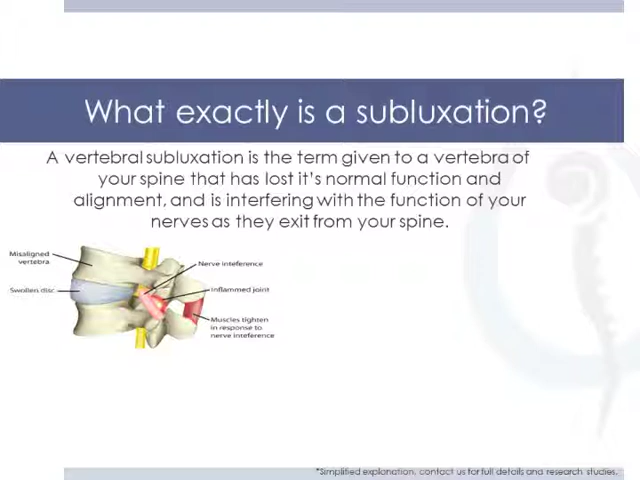 What exactly is a subluxation?
A vertebral subluxation is the term given to a vertebra of
your spine that has lost it's normal function and
alignment, and is interfering with the function of your
nerves as they exit from your spine.
Misaligned
vertebra
Nerve inteference
Swollen disc
Inflammed joint
Muscles tighten
in response to
nerve inteference
*Simplified explanation, contact us for full details and research studies.